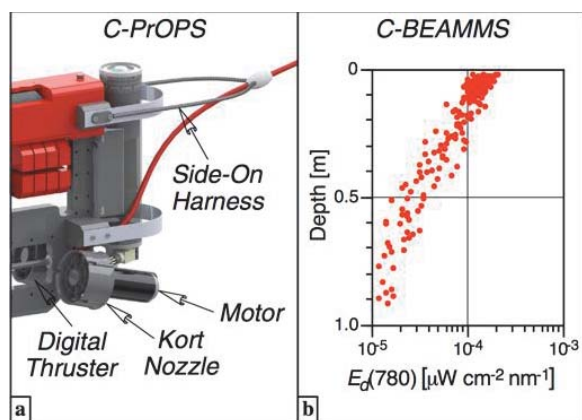 C-PrOPS
Side-On
Harness
Motor
Digital
Thruster
Kort
Nozzle
a
C-BEAMMS
0
0.5
1.0
Depth [m]
10-5
10-4
10-3
Ed(780) [µW cm-2 nm-1]
b